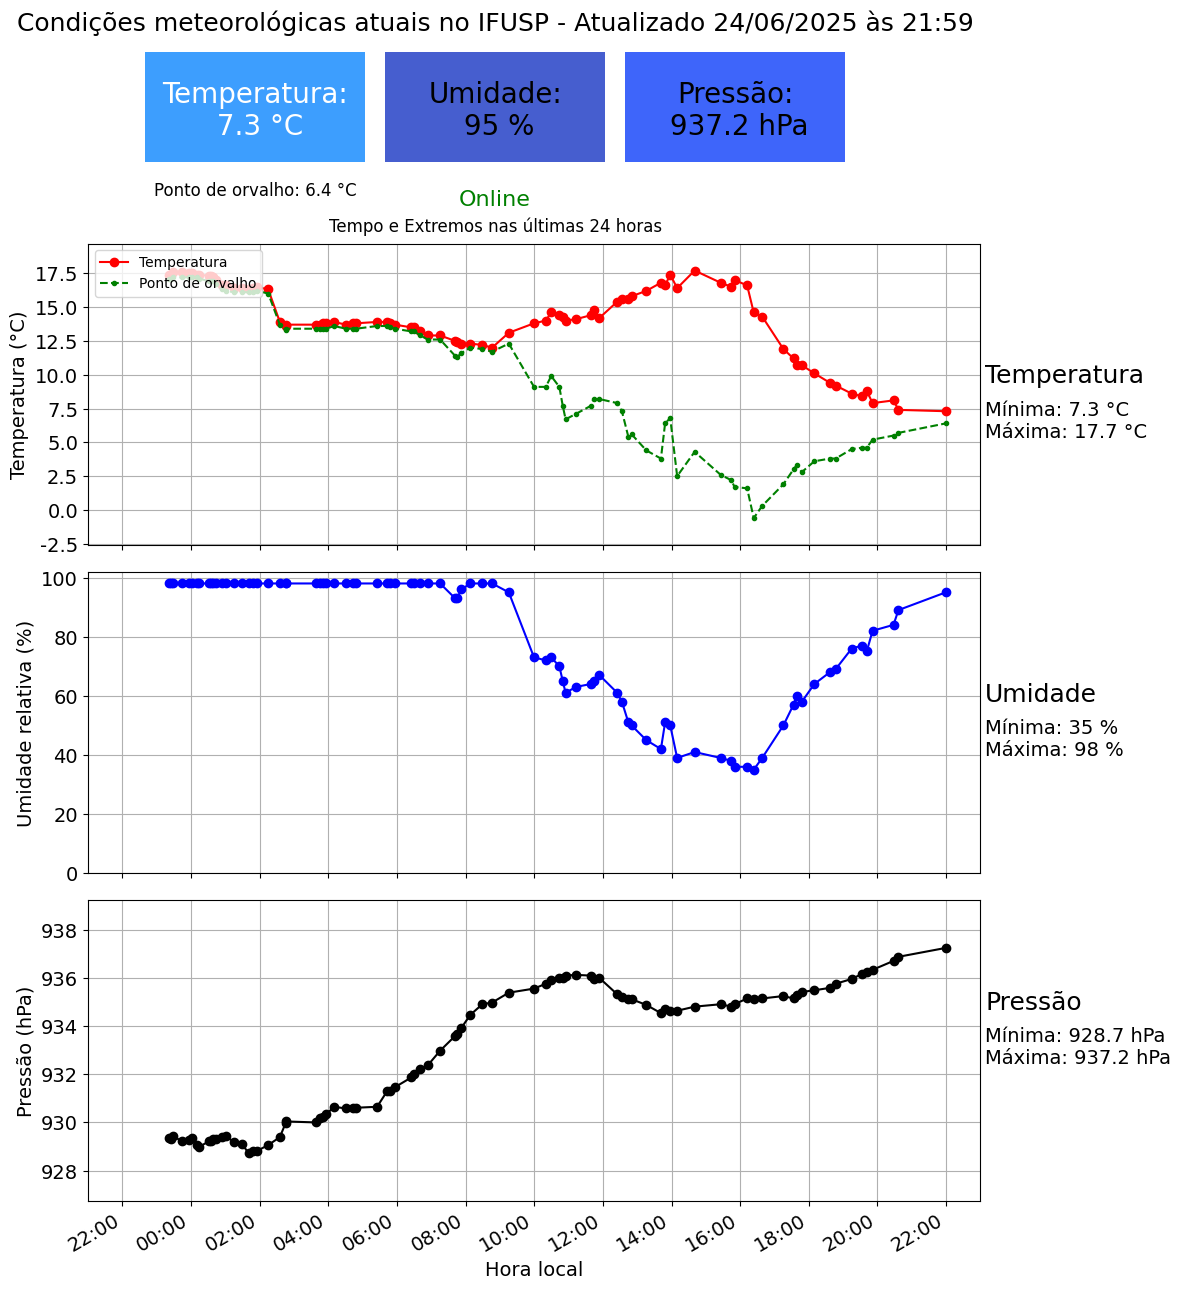 Condições meteorológicas atuais no IFUSP - Atualizado 24/06/2025 às 21:59
Temperatura:
7.3 °C
Umidade:
95 %
Pressão:
937.2 hPa
Ponto de orvalho: 6.4 °C
Online
Tempo e Extremos nas últimas 24 horas
Temperatura
Ponto de orvalho
Temperatura (°C)
17.5
15.0
12.5
10.0
7.5
5.0
2.5
0.0
-2.5
Temperatura
Mínima: 7.3 °C
Máxima: 17.7 °C
Umidade relativa (%)
100
80
60
40
20
0
Umidade
Mínima: 35 %
Máxima: 98 %
Pressão (hPa)
938
936
934
932
930
928
Pressão
Mínima: 928.7 hPa
Máxima: 937.2 hPa
22:00
00:00
02:00
04:00
06:00
08:00
10:00
12:00
14:00
16:00
18:00
20:00
22:00
Hora local